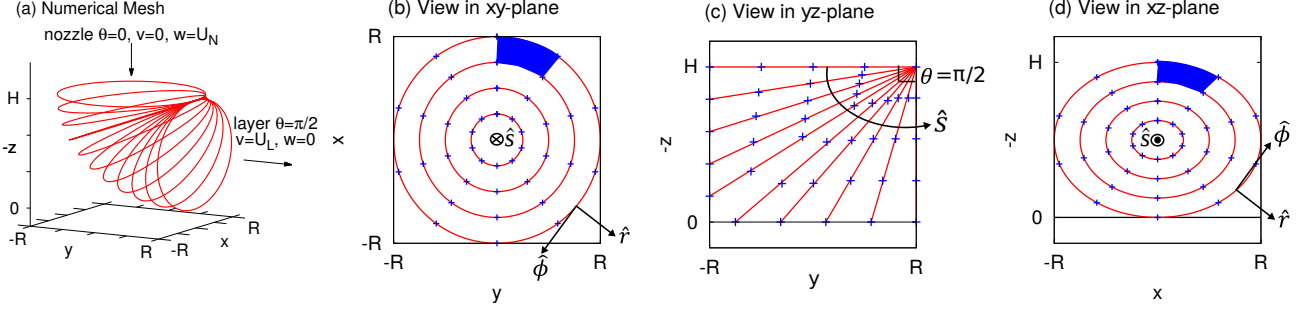 (a) Numerical Mesh
nozzle θ=0, v=0, w=U_N
H
-z
0
layer θ=π/2
v=U_L, w=0
-R
y
R
-R
x
R
(b) View in xy-plane
R
x
-R
⊗ŝ
r̂
ϕ̂
-R
R
y
(c) View in yz-plane
H
-z
0
θ=π/2
ŝ
-R
R
y
(d) View in xz-plane
H
-z
0
ŝ⊙
ϕ̂
r̂
-R
R
x